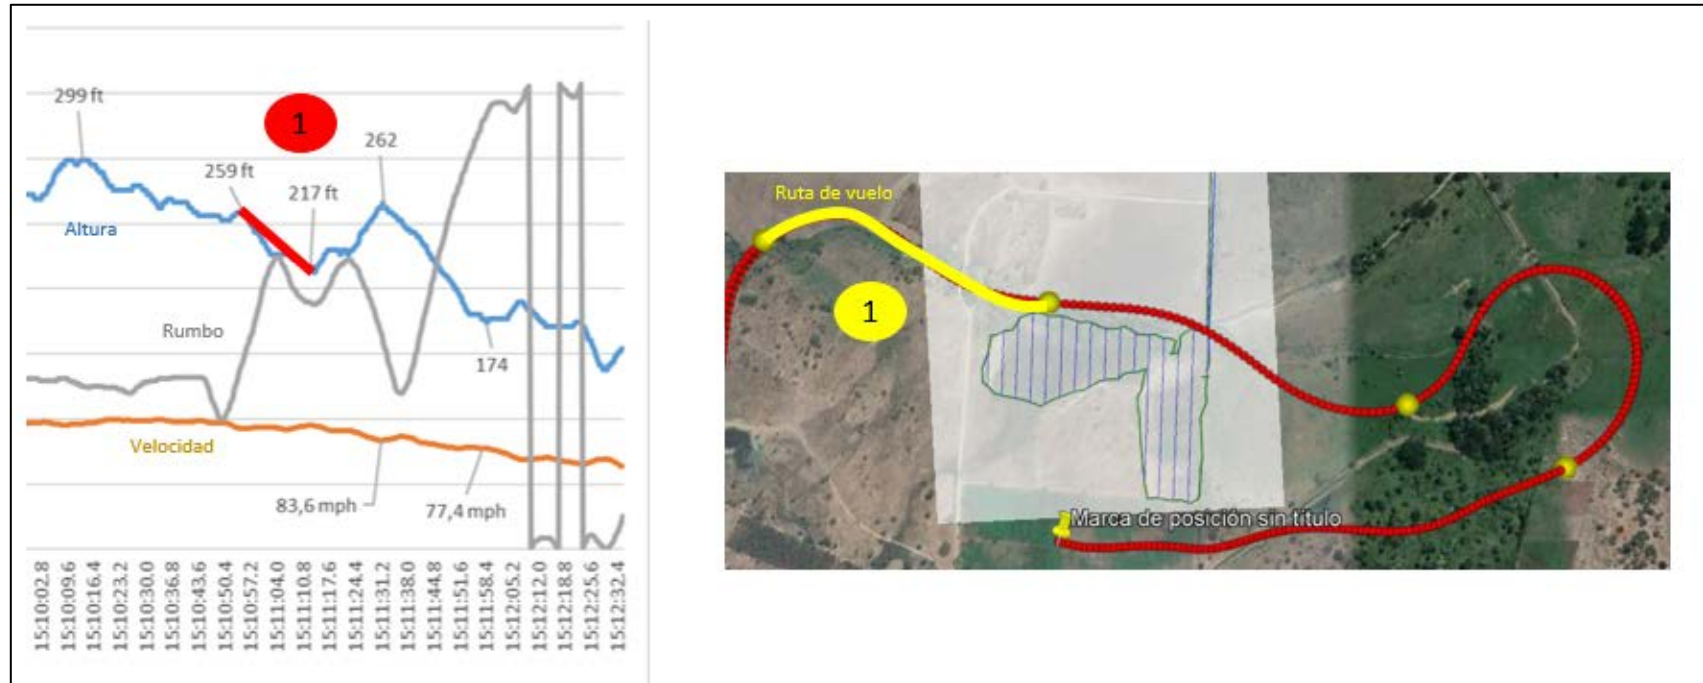 299 ft
1
262
259 ft
217 ft
Altura
Rumbo
174
Velocidad
83,6 mph
77,4 mph
15:10:02.8
15:10:09.6
15:10:16.4
15:10:23.2
15:10:30.0
15:10:36.8
15:10:43.6
15:10:50.4
15:10:57.2
15:11:04.0
15:11:10.8
15:11:17.6
15:11:24.4
15:11:31.2
15:11:38.0
15:11:44.8
15:11:51.6
15:11:58.4
15:12:05.2
15:12:12.0
15:12:18.8
15:12:25.6
15:12:32.4
Ruta de vuelo
1
Marca de posición sin título